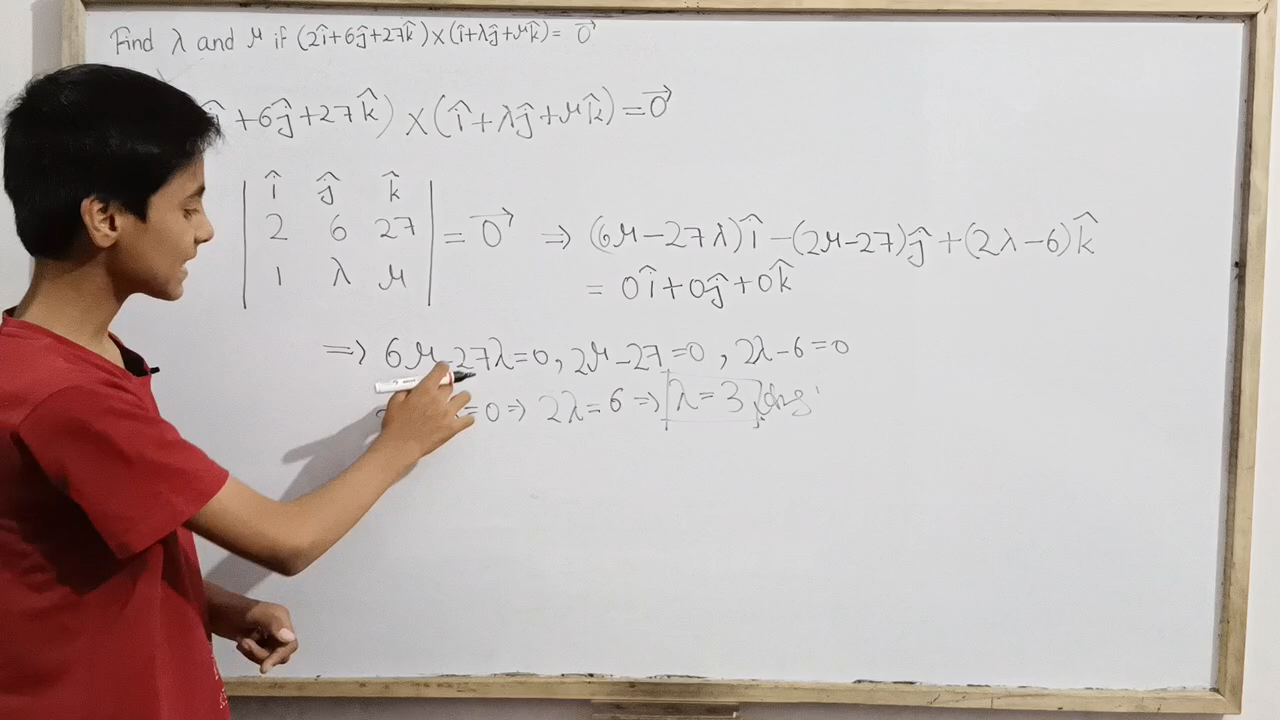 Find λ and μ if (2î+6ĵ+27k̂)×(î+λĵ+μk̂)= 0⃗
î+6ĵ+27k̂)×(î+λĵ+μk̂)=0⃗
| î ĵ k̂ |
| 2 6 27 | = 0⃗ ⇒ (6μ-27λ)î-(2μ-27)ĵ+(2λ-6)k̂
| 1 λ μ | = 0î+0ĵ+0k̂
⇒ 6μ-27λ=0, 2μ-27=0, 2λ-6=0
=0⇒ 2λ=6 ⇒ λ=3 Ans